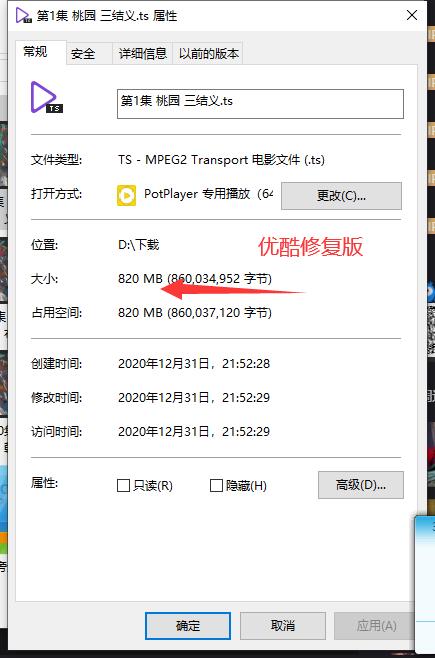 第1集 桃园 三结义.ts 属性
常规
安全
详细信息
以前的版本
TS
第1集 桃园 三结义.ts
文件类型:
TS - MPEG2 Transport 电影文件 (.ts)
打开方式:
PotPlayer 专用播放（64
更改(C)...
位置:
D:\下载
优酷修复版
大小:
820 MB (860,034,952 字节)
占用空间:
820 MB (860,037,120 字节)
创建时间:
2020年12月31日，21:52:28
修改时间:
2020年12月31日，21:52:29
访问时间:
2020年12月31日，21:52:29
属性:
只读(R)
隐藏(H)
高级(D)...
确定
取消
应用(A)